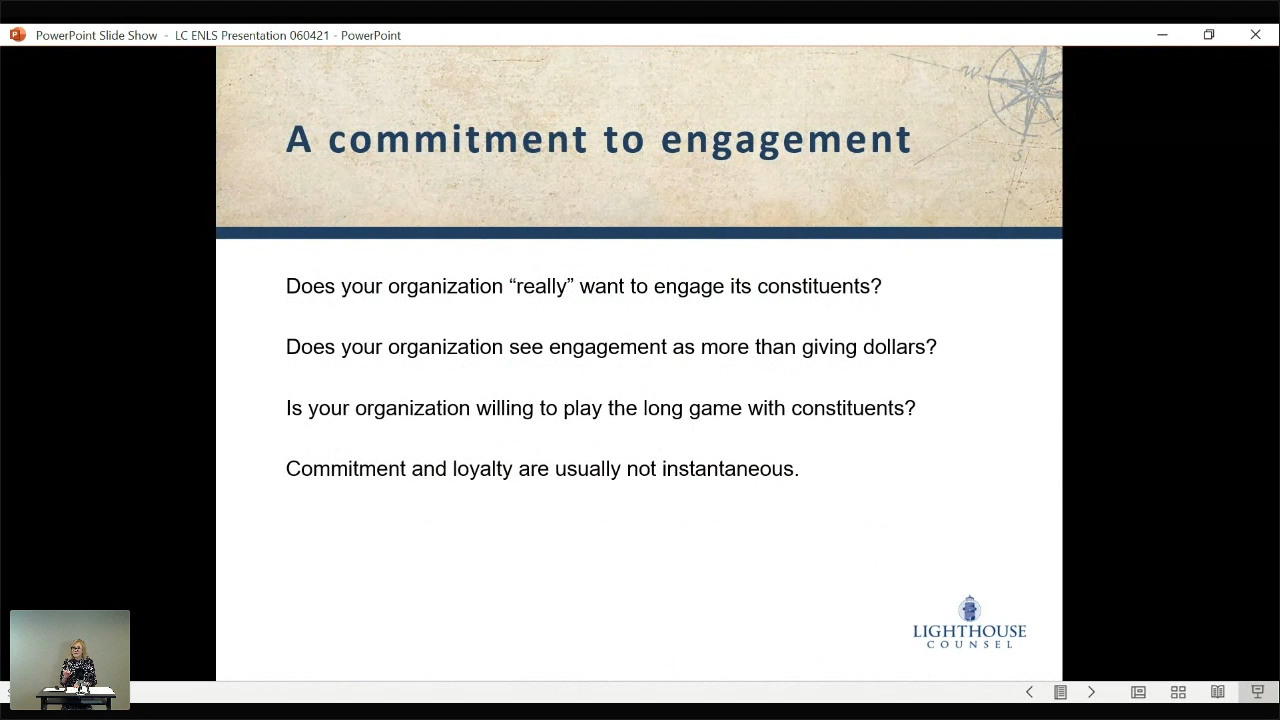 PowerPoint Slide Show - LC ENLS Presentation 060421 - PowerPoint
W
S
A commitment to engagement
Does your organization “really” want to engage its constituents?
Does your organization see engagement as more than giving dollars?
Is your organization willing to play the long game with constituents?
Commitment and loyalty are usually not instantaneous.
LIGHTHOUSE
COUNSEL